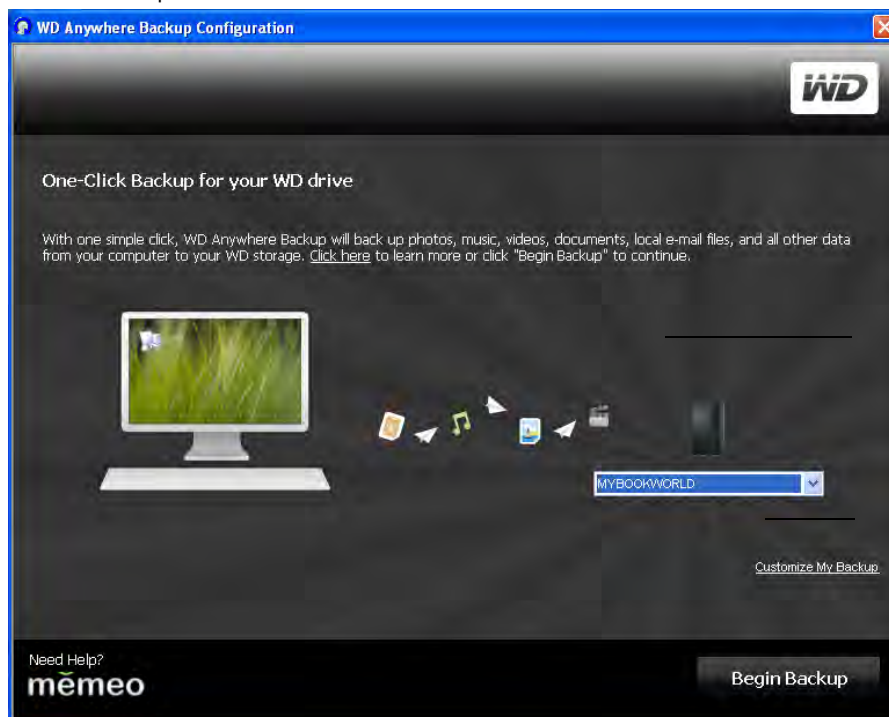 WD Anywhere Backup Configuration
WD
One-Click Backup for your WD drive
With one simple click, WD Anywhere Backup will back up photos, music, videos, documents, local e-mail files, and all other data
from your computer to your WD storage. Click here to learn more or click "Begin Backup" to continue.
MYBOOKWORLD
Customize My Backup
Need Help?
mĕmeo
Begin Backup